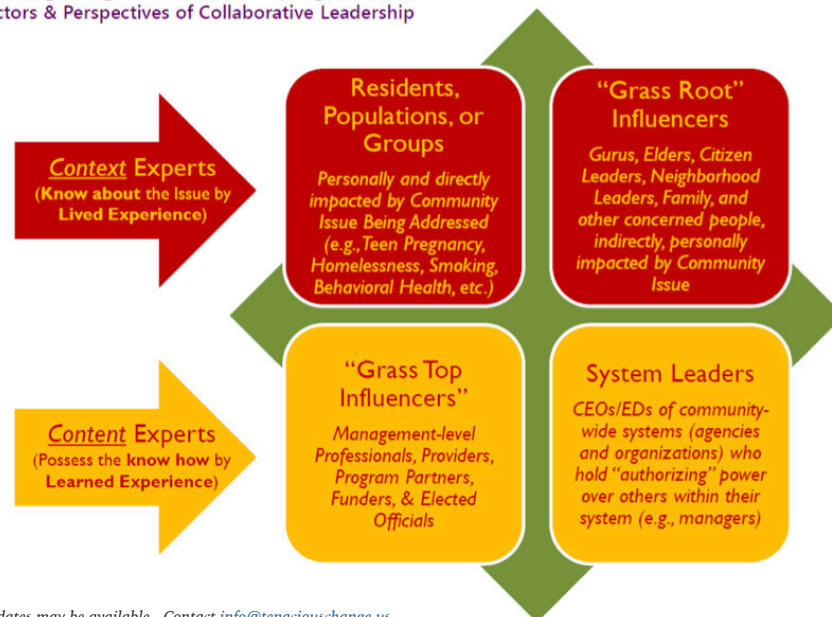 ctors & Perspectives of Collaborative Leadership
Context Experts
(Know about the Issue by
Lived Experience)
Residents,
Populations, or
Groups
Personally and directly
impacted by Community
Issue Being Addressed
(e.g., Teen Pregnancy,
Homelessness, Smoking,
Behavioral Health, etc.)
“Grass Root”
Influencers
Gurus, Elders, Citizen
Leaders, Neighborhood
Leaders, Family, and
other concerned people,
indirectly, personally
impacted by Community
Issue
Content Experts
(Possess the know how by
Learned Experience)
“Grass Top
Influencers”
Management-level
Professionals, Providers,
Program Partners,
Funders, & Elected
Officials
System Leaders
CEOs/EDs of community-
wide systems (agencies
and organizations) who
hold “authorizing” power
over others within their
system (e.g., managers)
dates may be available. Contact info@tenaciouschange.us